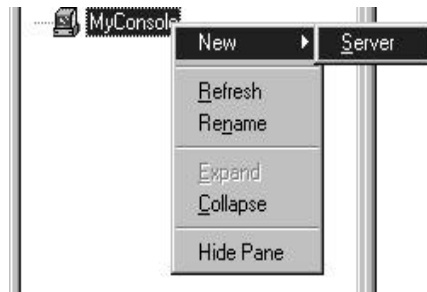 MyConsole
New Server
Refresh
Rename
Expand
Collapse
Hide Pane